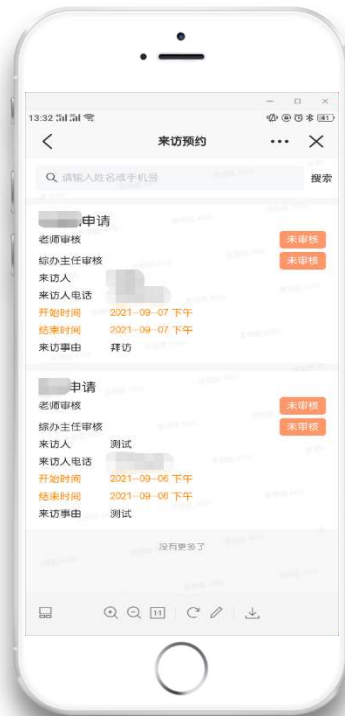 13:32
41
来访预约
请输入姓名或手机号
搜索
申请
老师审核 未审核
综办主任审核 未审核
来访人
来访人电话
开始时间 2021-09-07 下午
结束时间 2021-09-07 下午
来访事由 拜访
申请
老师审核 未审核
综办主任审核 未审核
来访人 测试
来访人电话
开始时间 2021-09-06 下午
结束时间 2021-09-06 下午
来访事由 测试
没有更多了
1:1